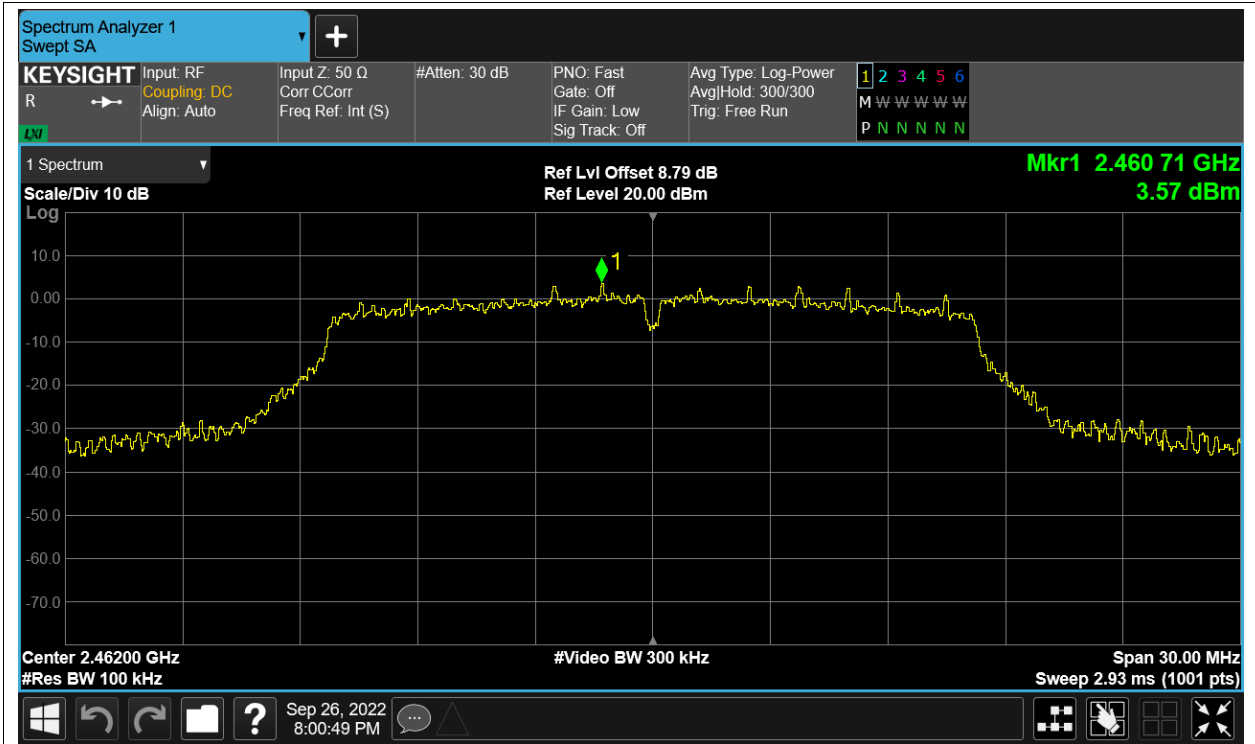 Spectrum Analyzer 1
Swept SA
+
KEYSIGHT
R
LXI
Input: RF
Coupling: DC
Align: Auto
Input Z: 50 Ω
Corr CCorr
Freq Ref: Int (S)
#Atten: 30 dB
PNO: Fast
Gate: Off
IF Gain: Low
Sig Track: Off
Avg Type: Log-Power
Avg|Hold: 300/300
Trig: Free Run
1 2 3 4 5 6
M W W W W W
P N N N N N
1 Spectrum
Scale/Div 10 dB
Ref Lvl Offset 8.79 dB
Ref Level 20.00 dBm
Mkr1 2.460 71 GHz
3.57 dBm
Log
10.0
0.00
-10.0
-20.0
-30.0
-40.0
-50.0
-60.0
-70.0
1
Center 2.46200 GHz
#Res BW 100 kHz
#Video BW 300 kHz
Span 30.00 MHz
Sweep 2.93 ms (1001 pts)
?
Sep 26, 2022
8:00:49 PM